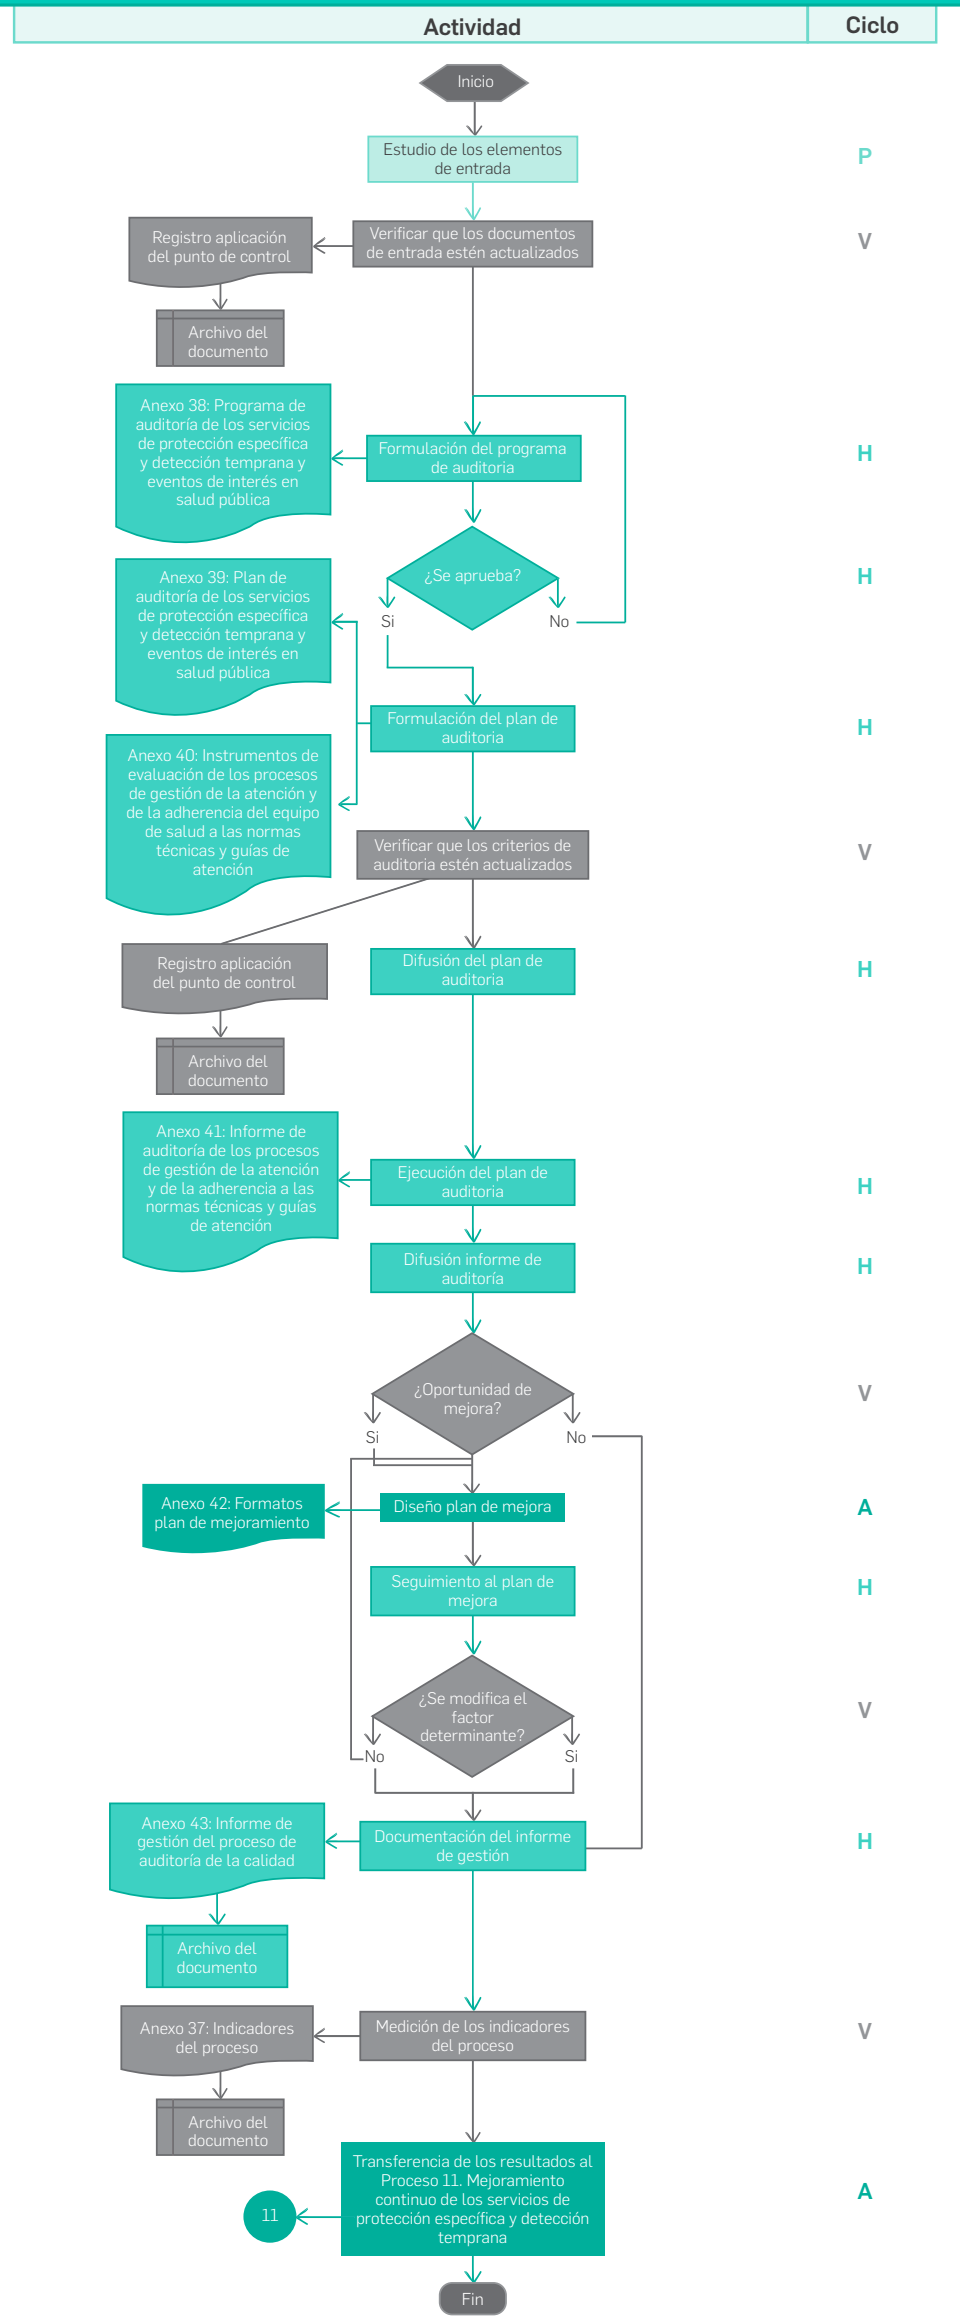 Actividad
Ciclo
Inicio
Estudio de los elementos
de entrada
P
Verificar que los documentos
de entrada estén actualizados
V
Registro aplicación
del punto de control
Archivo del
documento
Anexo 38: Programa de
auditoría de los servicios
de protección específica
y detección temprana y
eventos de interés en
salud pública
Formulación del programa
de auditoria
H
¿Se aprueba?
H
Si
No
Anexo 39: Plan de
auditoría de los servicios
de protección específica
y detección temprana y
eventos de interés en
salud pública
Formulación del plan de
auditoria
H
Anexo 40: Instrumentos de
evaluación de los procesos
de gestión de la atención y
de la adherencia del equipo
de salud a las normas
técnicas y guías de
atención
Verificar que los criterios de
auditoria estén actualizados
V
Registro aplicación
del punto de control
Archivo del
documento
Difusión del plan de
auditoria
H
Anexo 41: Informe de
auditoría de los procesos
de gestión de la atención
y de la adherencia a las
normas técnicas y guías
de atención
Ejecución del plan de
auditoria
H
Difusión informe de
auditoría
H
¿Oportunidad de
mejora?
V
Si
No
Anexo 42: Formatos
plan de mejoramiento
Diseño plan de mejora
A
Seguimiento al plan de
mejora
H
¿Se modifica el
factor
determinante?
V
No
Si
Anexo 43: Informe de
gestión del proceso de
auditoría de la calidad
Documentación del informe
de gestión
H
Archivo del
documento
Anexo 37: Indicadores
del proceso
Medición de los indicadores
del proceso
V
Archivo del
documento
Transferencia de los resultados al
Proceso 11. Mejoramiento
continuo de los servicios de
protección específica y detección
temprana
A
11
Fin